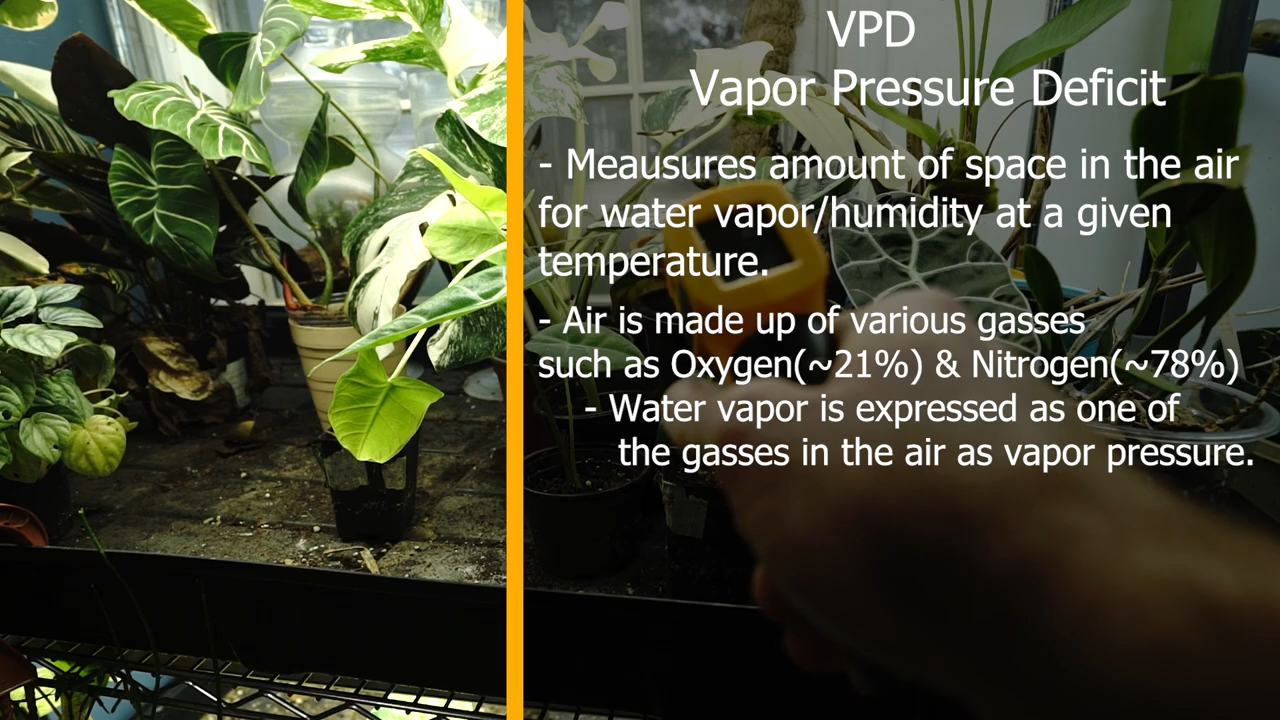 VPD
Vapor Pressure Deficit
- Meausures amount of space in the air
for water vapor/humidity at a given
temperature.
- Air is made up of various gasses
such as Oxygen(~21%) & Nitrogen(~78%)
- Water vapor is expressed as one of
the gasses in the air as vapor pressure.